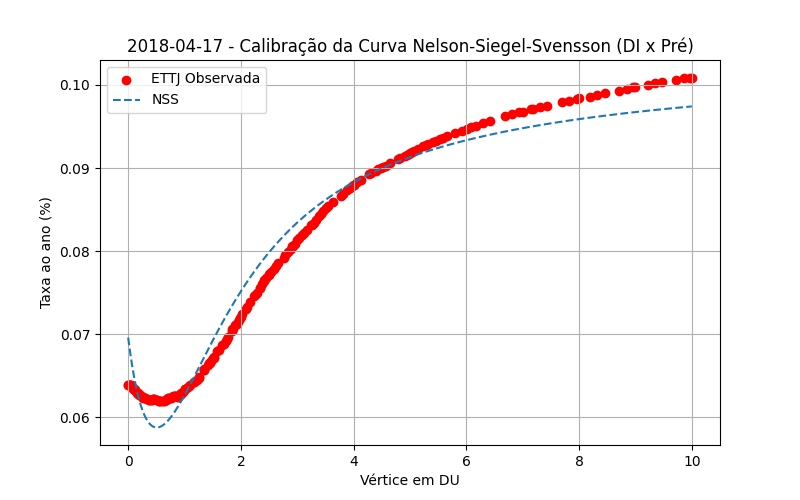 2018-04-17 - Calibração da Curva Nelson-Siegel-Svensson (DI x Pré)
ETTJ Observada
NSS
Taxa ao ano (%)
0.10
0.09
0.08
0.07
0.06
0 2 4 6 8 10
Vértice em DU